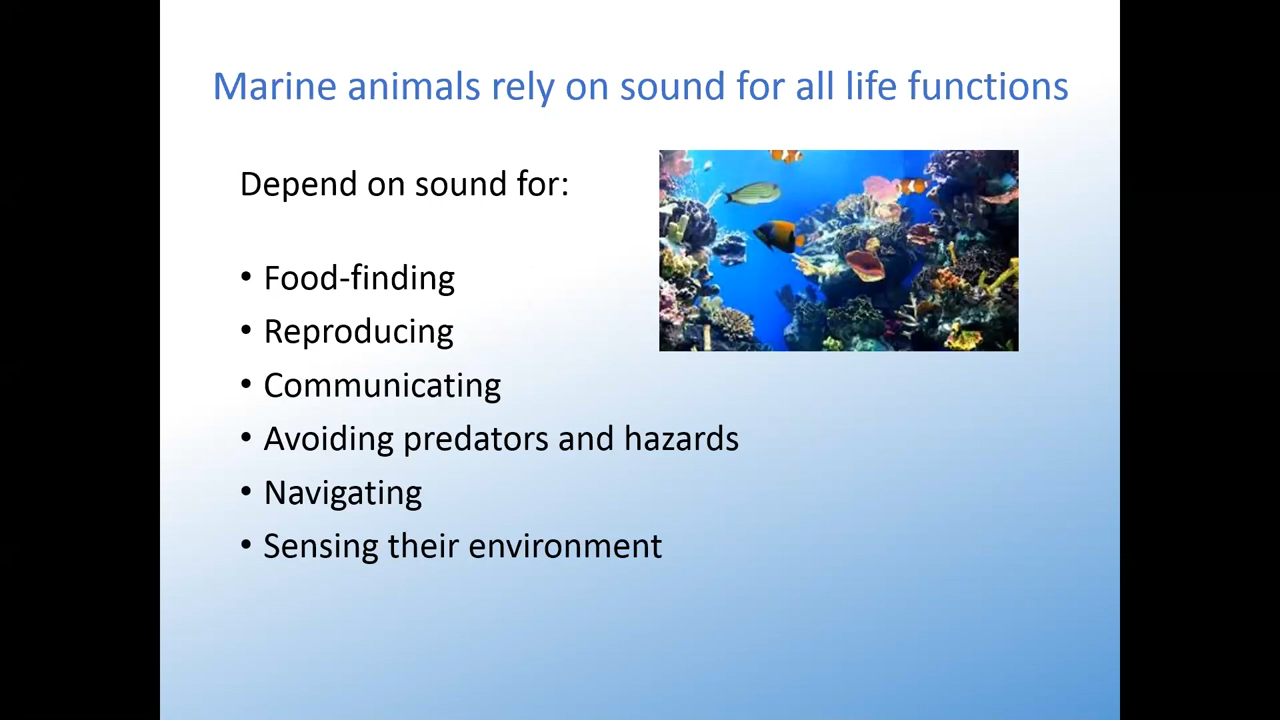 Marine animals rely on sound for all life functions
Depend on sound for:
• Food-finding
• Reproducing
• Communicating
• Avoiding predators and hazards
• Navigating
• Sensing their environment